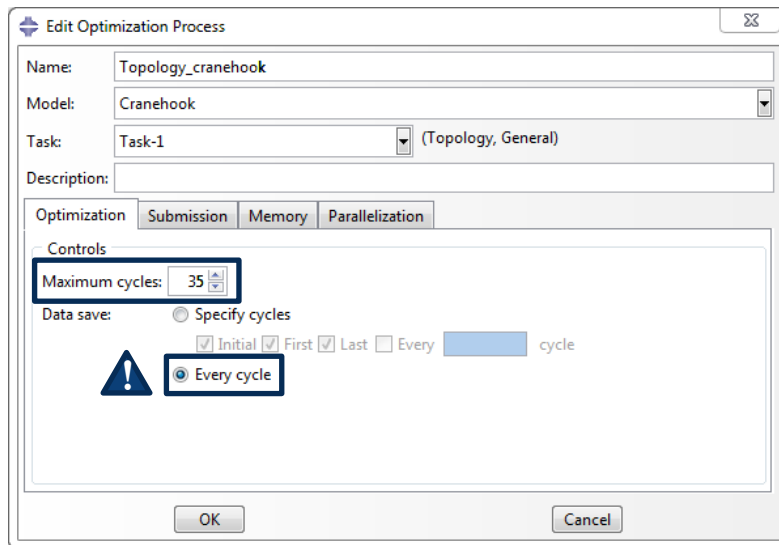 Edit Optimization Process
Name: Topology_cranehook
Model: Cranehook
Task: Task-1 (Topology, General)
Description:
Optimization Submission Memory Parallelization
Controls
Maximum cycles: 35
Data save: Specify cycles
Initial First Last Every cycle
Every cycle
OK Cancel